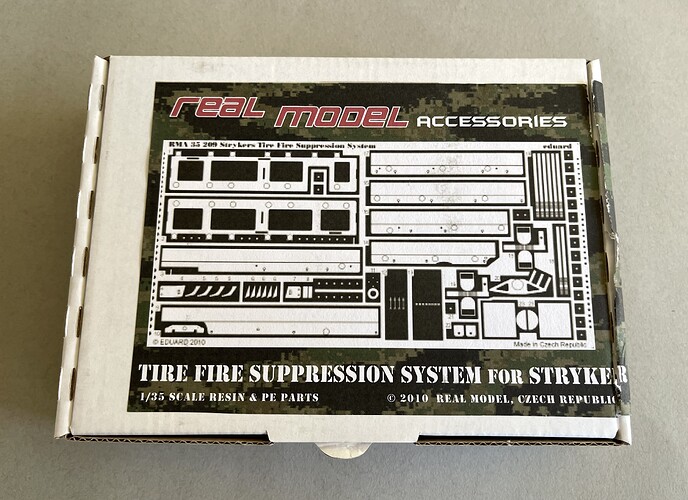 real model ACCESSORIES
RMA 35 209 Strykers Tire Fire Suppression System eduard
© EDUARD 2010 Made in Czech Republic
TIRE FIRE SUPPRESSION SYSTEM FOR STRYKER
1/35 SCALE RESIN & PE PARTS © 2010 REAL MODEL, CZECH REPUBLIC